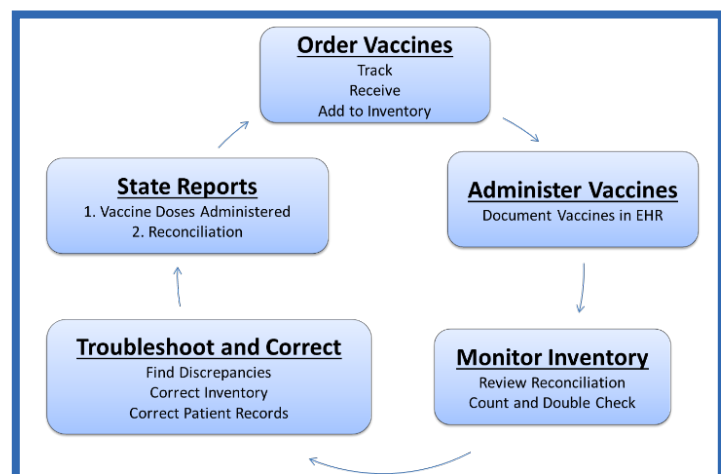 Order Vaccines
Track
Receive
Add to Inventory
Administer Vaccines
Document Vaccines in EHR
Monitor Inventory
Review Reconciliation
Count and Double Check
Troubleshoot and Correct
Find Discrepancies
Correct Inventory
Correct Patient Records
State Reports
1. Vaccine Doses Administered
2. Reconciliation